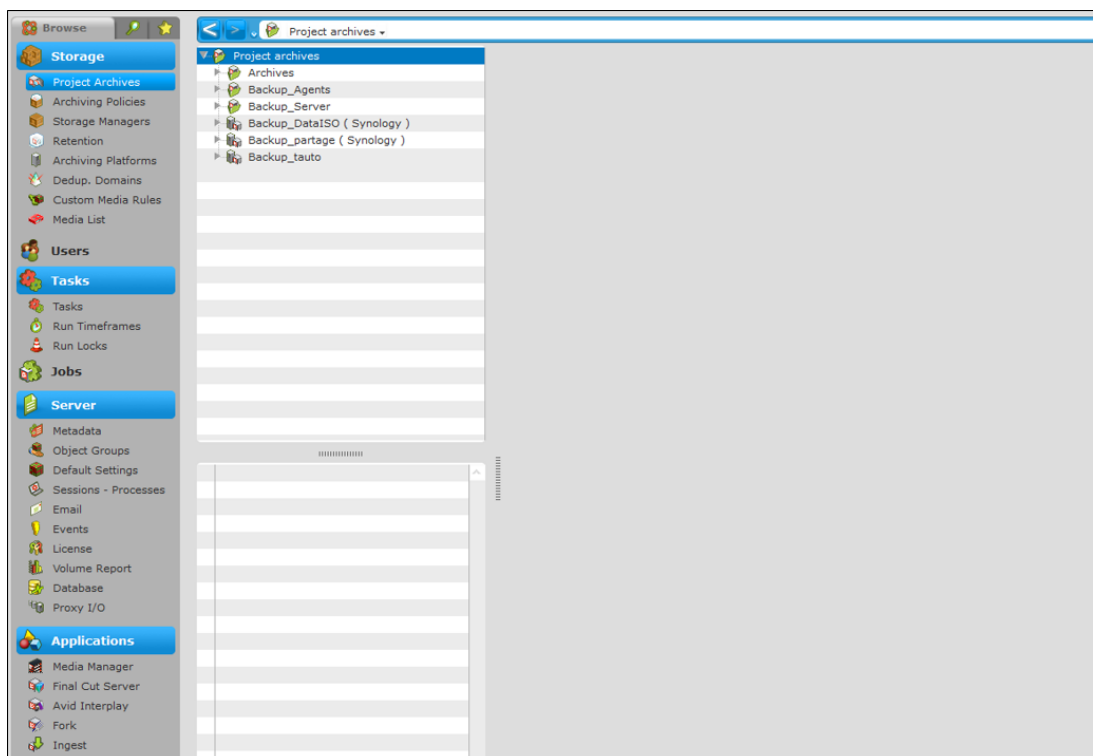 Browse
Storage
Project Archives
Archiving Policies
Storage Managers
Retention
Archiving Platforms
Dedup. Domains
Custom Media Rules
Media List
Users
Tasks
Tasks
Run Timeframes
Run Locks
Jobs
Server
Metadata
Object Groups
Default Settings
Sessions - Processes
Email
Events
License
Volume Report
Database
Proxy I/O
Applications
Media Manager
Final Cut Server
Avid Interplay
Fork
Ingest
Project archives
Project archives
Archives
Backup_Agents
Backup_Server
Backup_DataISO ( Synology )
Backup_partage ( Synology )
Backup_tauto